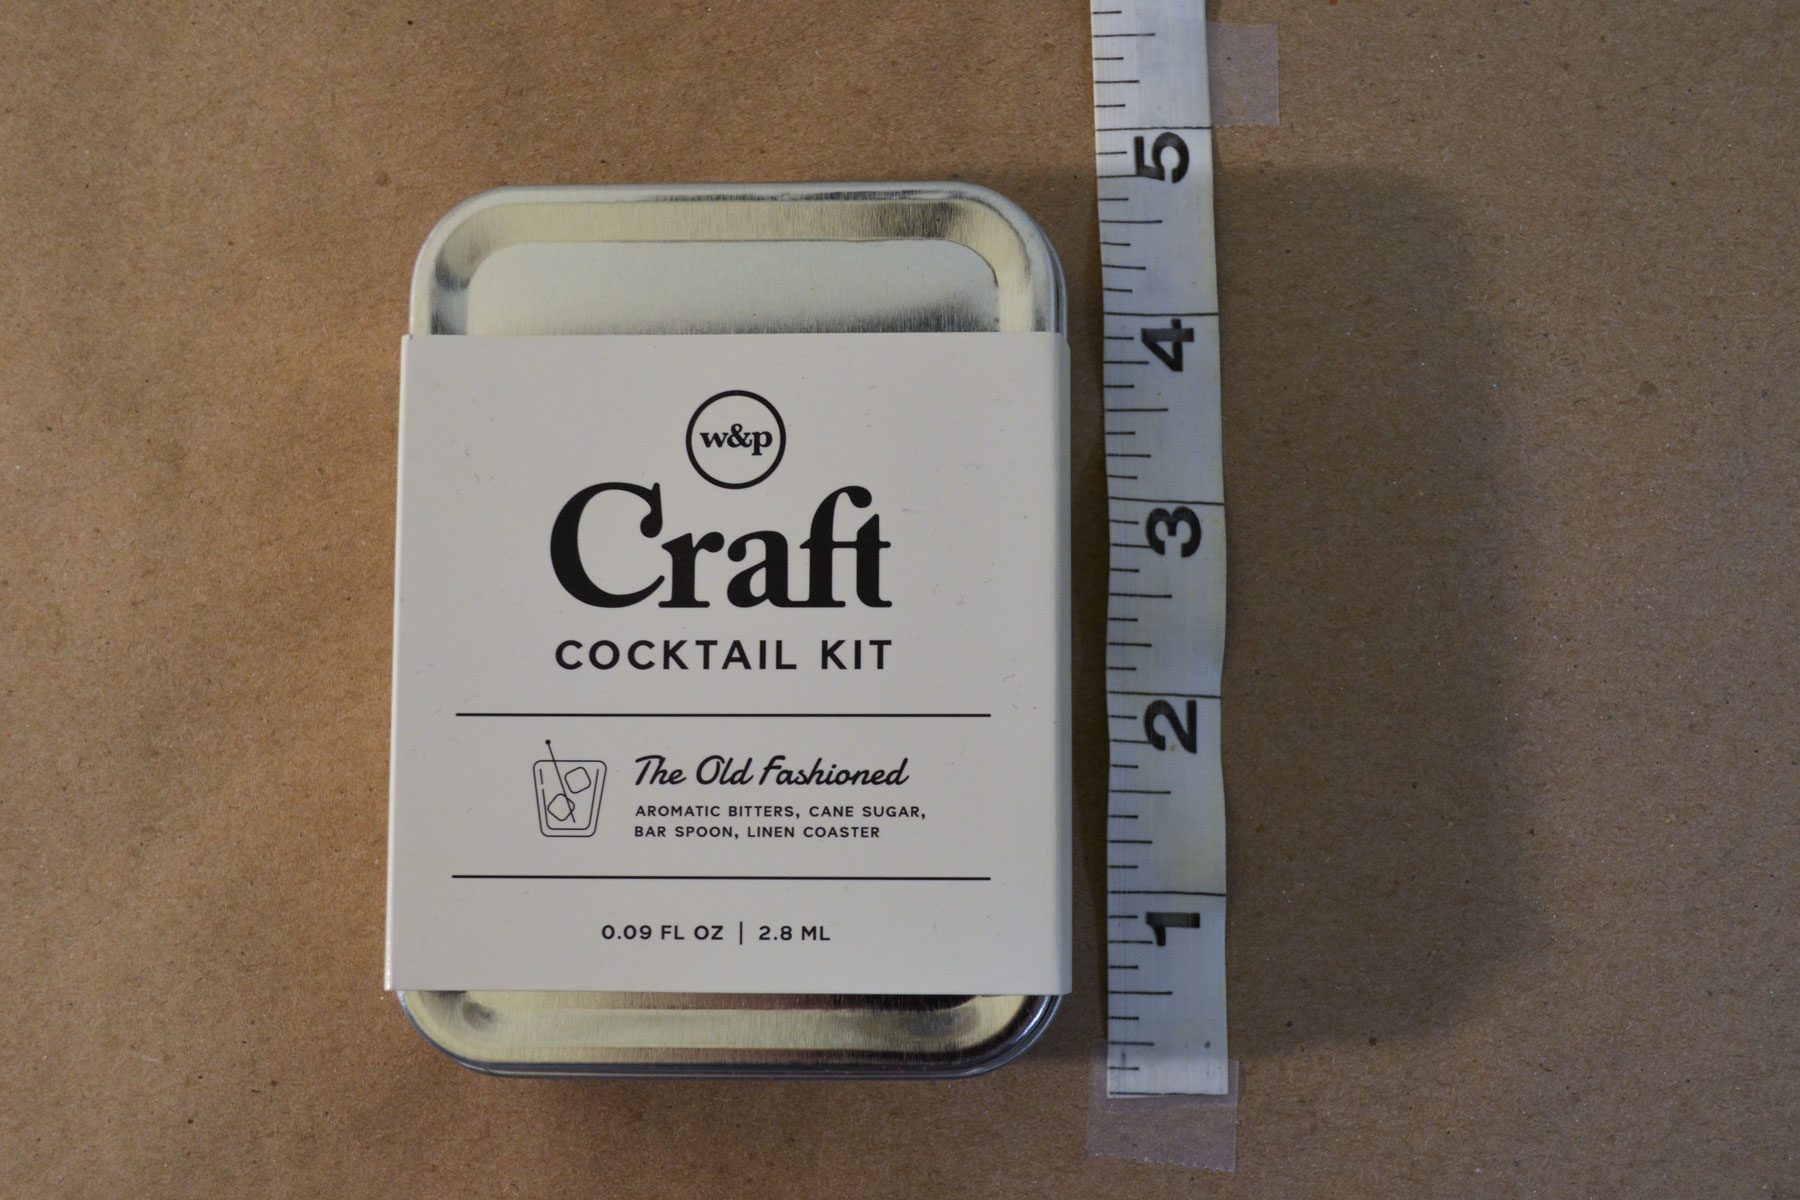 w&p
Craft
COCKTAIL KIT
The Old Fashioned
AROMATIC BITTERS, CANE SUGAR,
BAR SPOON, LINEN COASTER
0.09 FL OZ | 2.8 ML
5
4
3
2
1